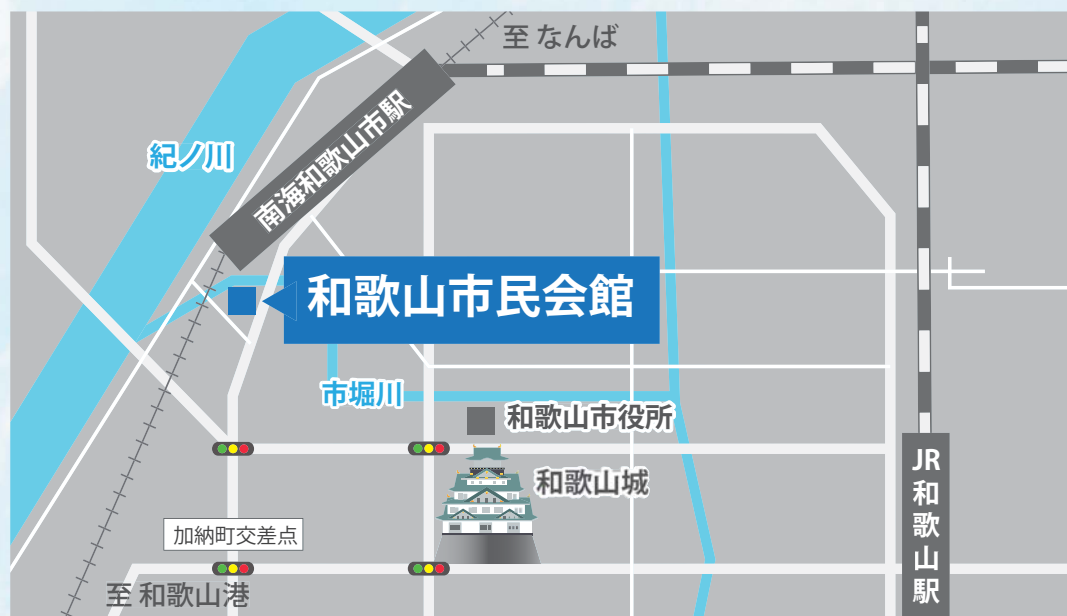 至 なんば
紀ノ川
南海和歌山市駅
和歌山市民会館
市堀川
和歌山市役所
和歌山城
JR和歌山駅
加納町交差点
至 和歌山港